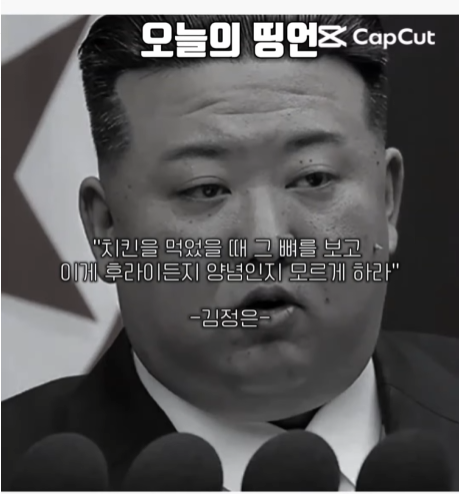 오늘의 띵언
CapCut
"치킨을 먹었을 때 그 뼈를 보고
이게 후라이든지 양념인지 모르게 하라"
-김정은-